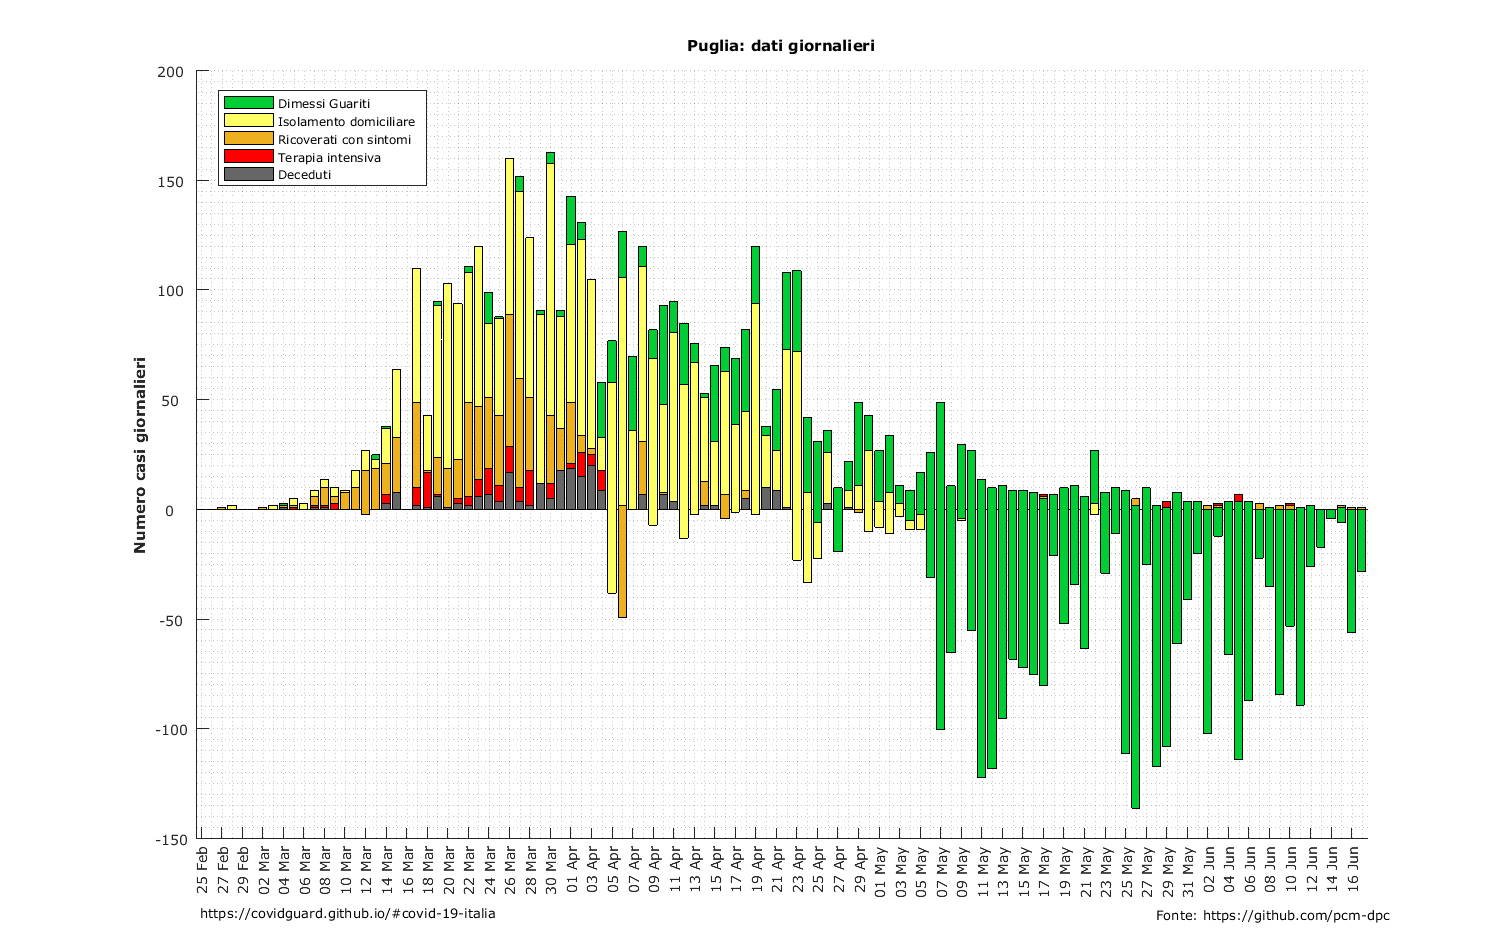 Puglia: dati giornalieri
200
150
100
50
0
-50
-100
-150
Numero casi giornalieri
Dimessi Guariti
Isolamento domiciliare
Ricoverati con sintomi
Terapia intensiva
Deceduti
25 Feb
27 Feb
29 Feb
02 Mar
04 Mar
06 Mar
08 Mar
10 Mar
12 Mar
14 Mar
16 Mar
18 Mar
20 Mar
22 Mar
24 Mar
26 Mar
28 Mar
30 Mar
01 Apr
03 Apr
05 Apr
07 Apr
09 Apr
11 Apr
13 Apr
15 Apr
17 Apr
19 Apr
21 Apr
23 Apr
25 Apr
27 Apr
29 Apr
01 May
03 May
05 May
07 May
09 May
11 May
13 May
15 May
17 May
19 May
21 May
23 May
25 May
27 May
29 May
31 May
02 Jun
04 Jun
06 Jun
08 Jun
10 Jun
12 Jun
14 Jun
16 Jun
https://covidguard.github.io/#covid-19-italia
Fonte: https://github.com/pcm-dpc